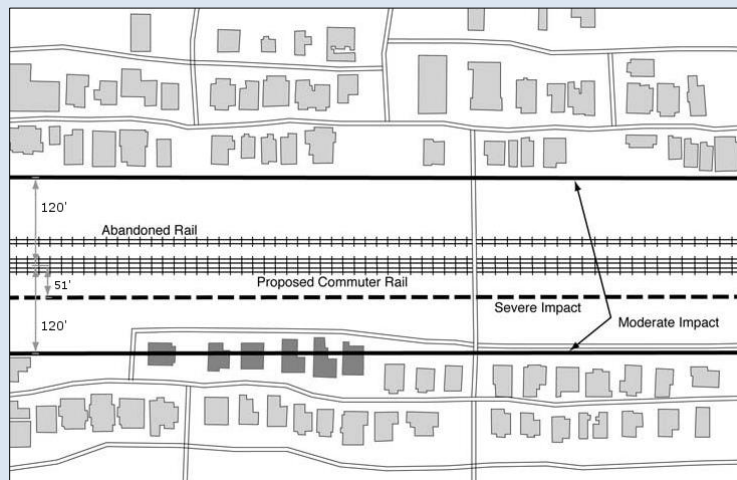 120'
Abandoned Rail
51'
Proposed Commuter Rail
Severe Impact
120'
Moderate Impact